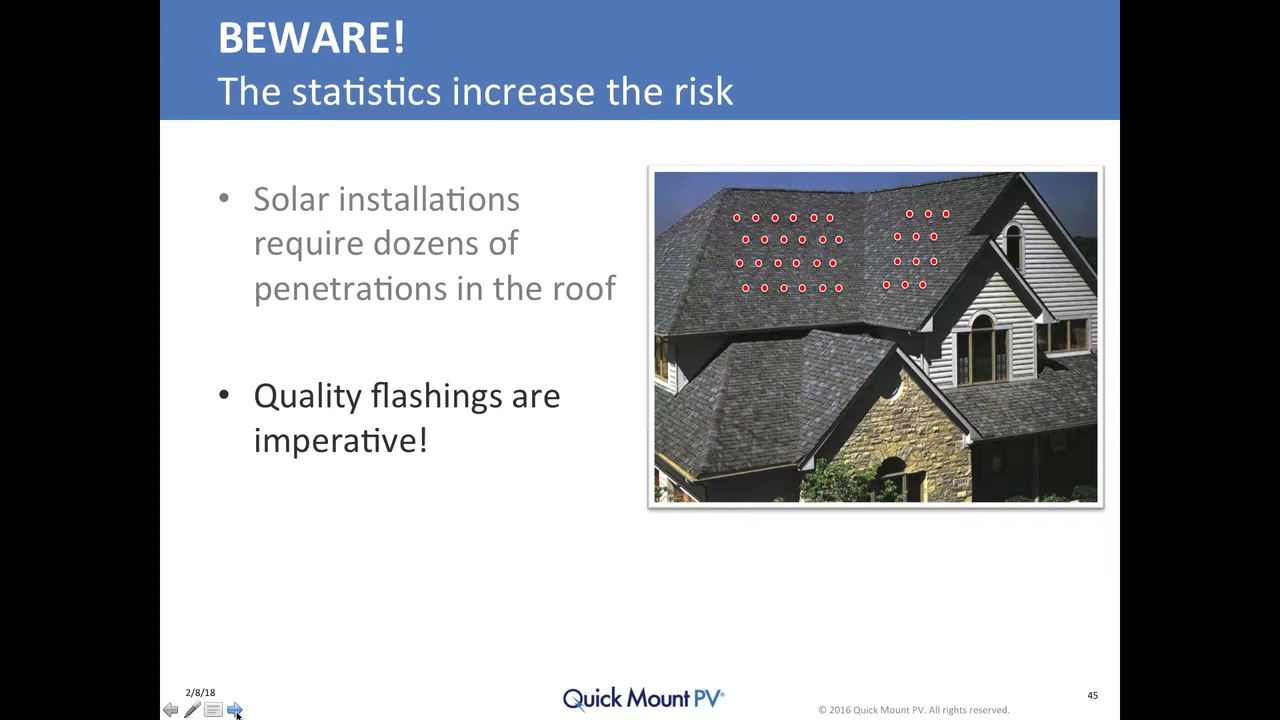 BEWARE!
The statistics increase the risk
• Solar installations
require dozens of
penetrations in the roof
• Quality flashings are
imperative!
2/8/18
Quick Mount PV®
45
© 2016 Quick Mount PV. All rights reserved.